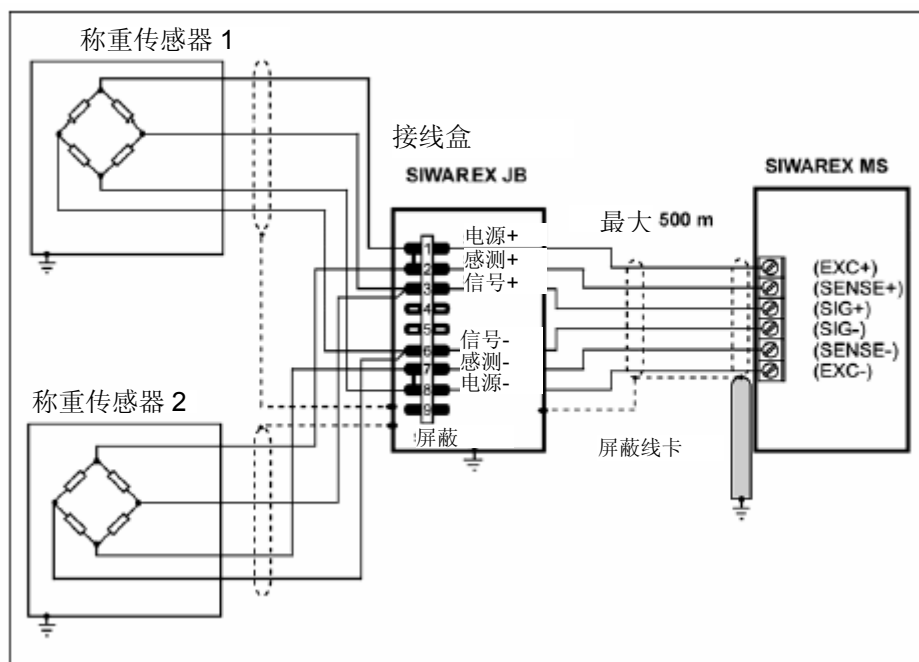 称重传感器 1
接线盒
SIWAREX JB
SIWAREX MS
最大 500 m
1 电源+
2 感测+
3 信号+
4
5
6 信号-
7 感测-
8 电源-
9
屏蔽
(EXC+)
(SENSE+)
(SIG+)
(SIG-)
(SENSE-)
(EXC-)
屏蔽线卡
称重传感器 2